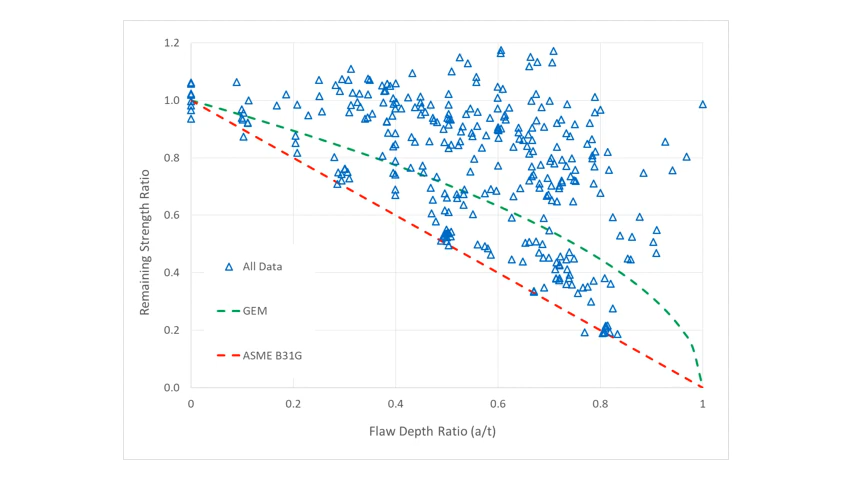 1.2
1.0
0.8
0.6
0.4
0.2
0.0
Remaining Strength Ratio
All Data
GEM
ASME B31G
0 0.2 0.4 0.6 0.8 1
Flaw Depth Ratio (a/t)